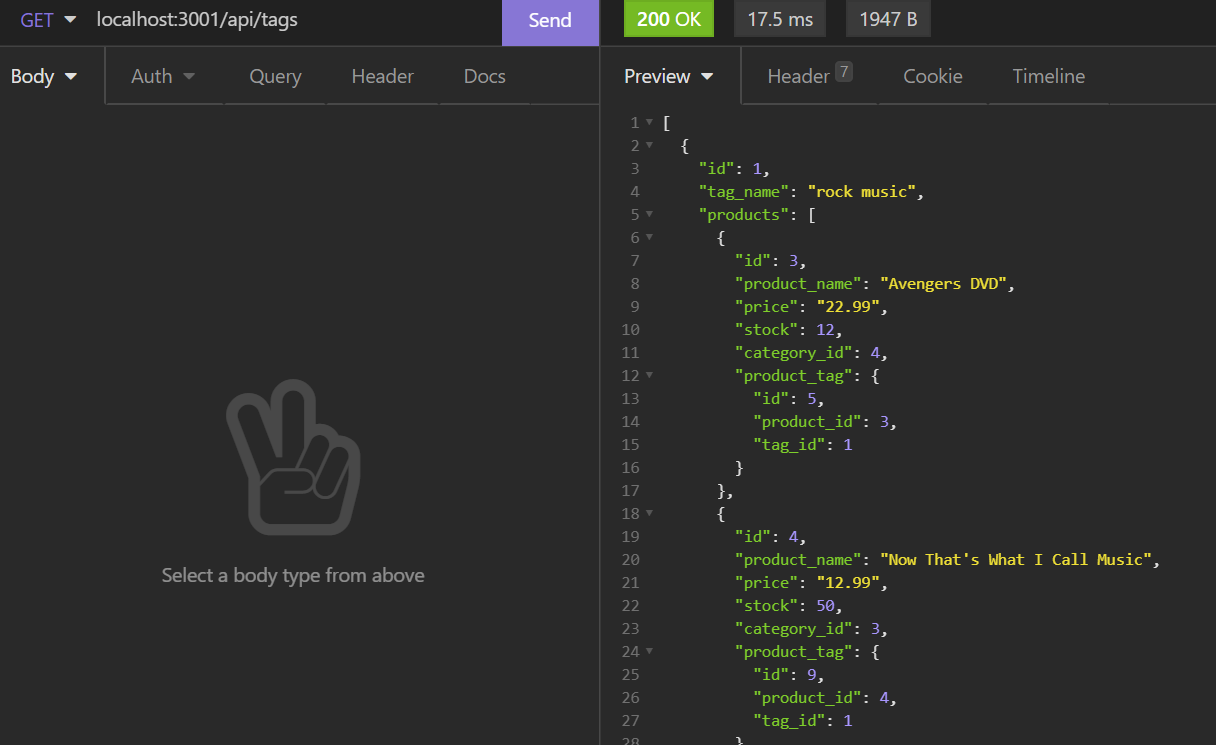 GET localhost:3001/api/tags Send 200 OK 17.5 ms 1947 B
Body Auth Query Header Docs Preview Header 7 Cookie Timeline
1 [
2 {
3 "id": 1,
4 "tag_name": "rock music",
5 "products": [
6 {
7 "id": 3,
8 "product_name": "Avengers DVD",
9 "price": "22.99",
10 "stock": 12,
11 "category_id": 4,
12 "product_tag": {
13 "id": 5,
14 "product_id": 3,
15 "tag_id": 1
16 }
17 },
18 {
19 "id": 4,
20 "product_name": "Now That's What I Call Music",
21 "price": "12.99",
22 "stock": 50,
23 "category_id": 3,
24 "product_tag": {
25 "id": 9,
26 "product_id": 4,
27 "tag_id": 1
28 }
Select a body type from above